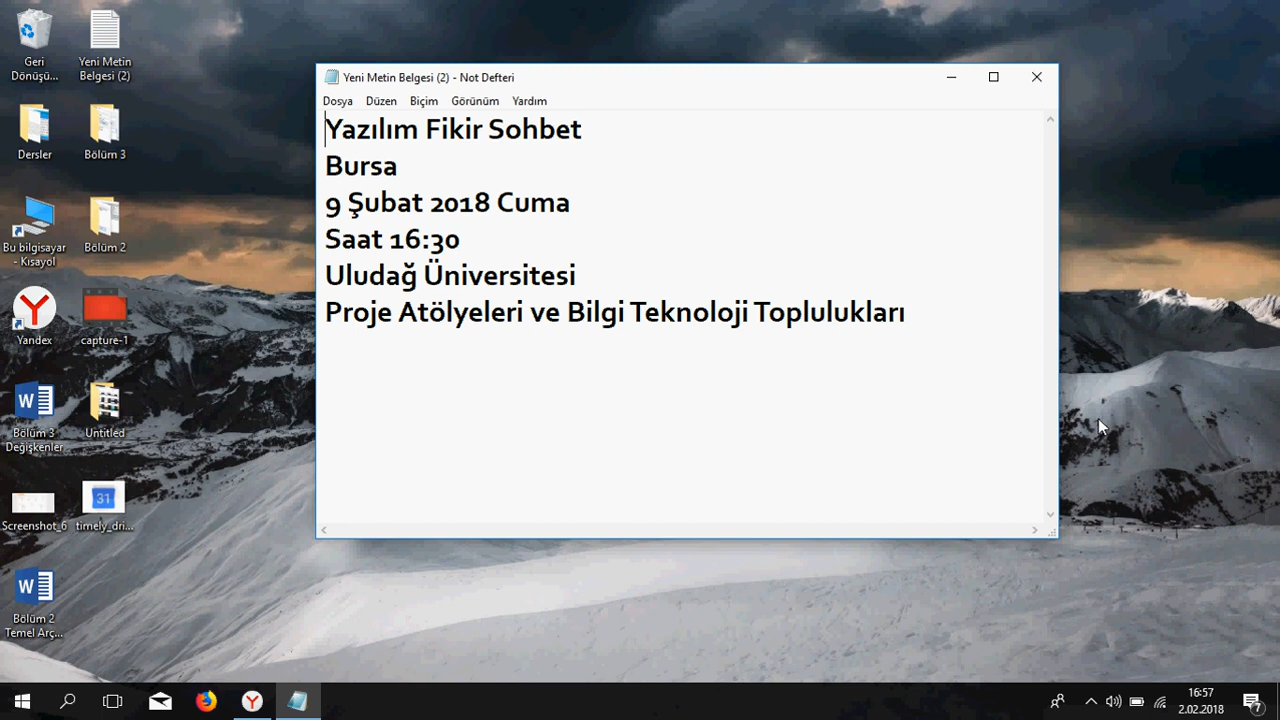 Geri
Dönüşü...
Yeni Metin
Belgesi (2)
Dersler
Bölüm 3
Bu bilgisayar
- Kısayol
Bölüm 2
Yandex
capture-1
Bölüm 3
Değişkenler...
Untitled
Screenshot_6
31
timely_dri...
Bölüm 2
Temel Arç...
Yeni Metin Belgesi (2) - Not Defteri
Dosya Düzen Biçim Görünüm Yardım
Yazılım Fikir Sohbet
Bursa
9 Şubat 2018 Cuma
Saat 16:30
Uludağ Üniversitesi
Proje Atölyeleri ve Bilgi Teknoloji Toplulukları
16:57
2.02.2018
7